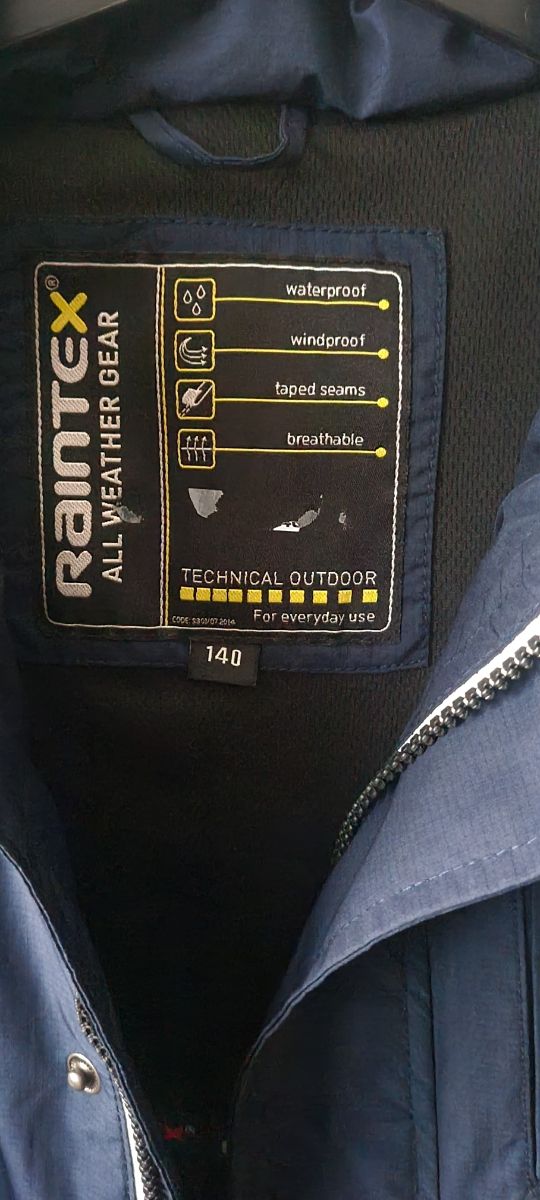 RAINTEX®
ALL WEATHER GEAR
waterproof
windproof
taped seams
breathable
TECHNICAL OUTDOOR
For everyday use
140